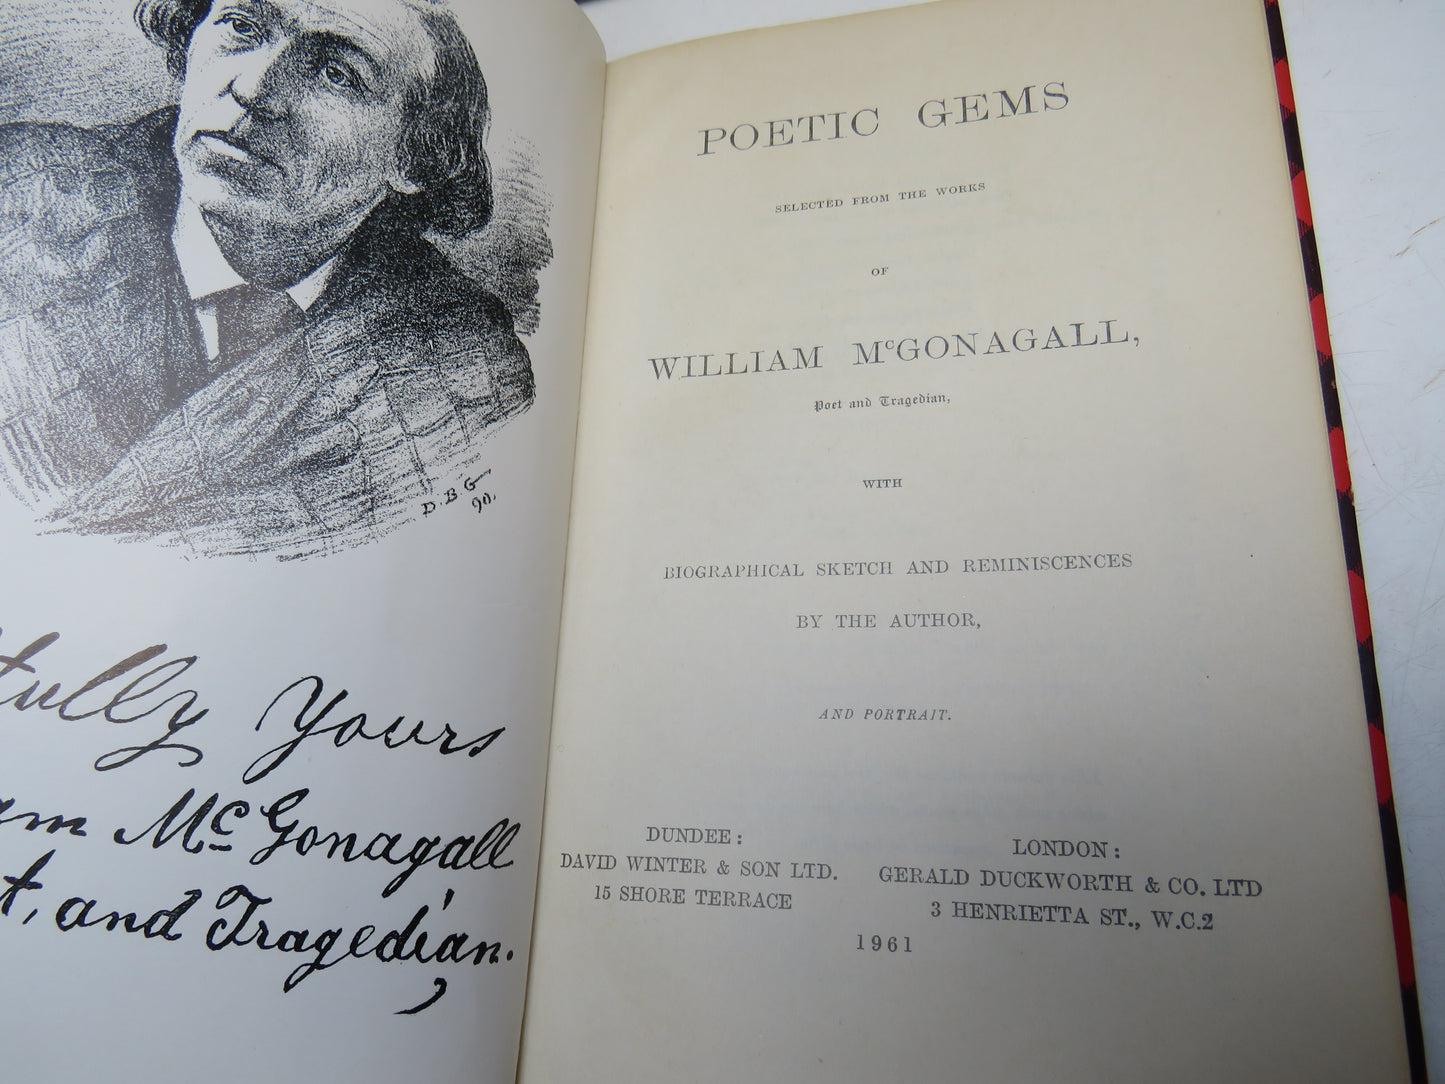 D. B. G
90.
Yours
McGonagall
and Tragedian.
POETIC GEMS
SELECTED FROM THE WORKS
OF
WILLIAM McGONAGALL,
Poet and Tragedian,
WITH
BIOGRAPHICAL SKETCH AND REMINISCENCES
BY THE AUTHOR,
AND PORTRAIT.
DUNDEE:
DAVID WINTER & SON LTD.
15 SHORE TERRACE
LONDON:
GERALD DUCKWORTH & CO. LTD
3 HENRIETTA ST., W.C.2
1961